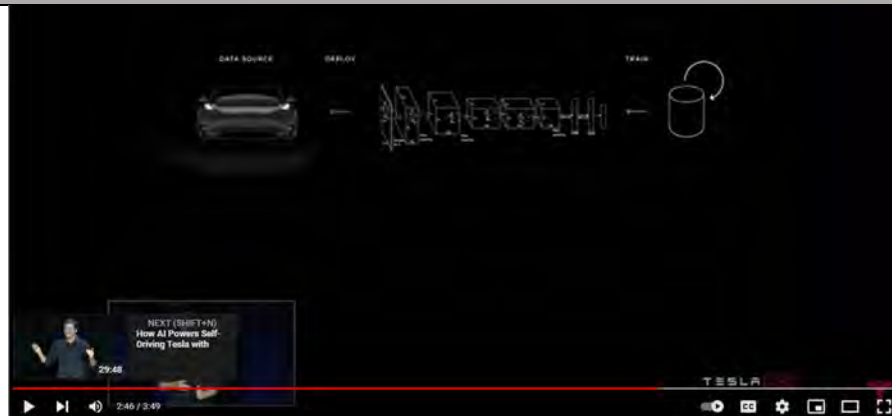 DATA SOURCE DEPLOY TRAIN
NEXT (SHIFT+N)
How AI Powers Self-
Driving Tesla with
29:48
TESLA
2:46 / 3:49
CC